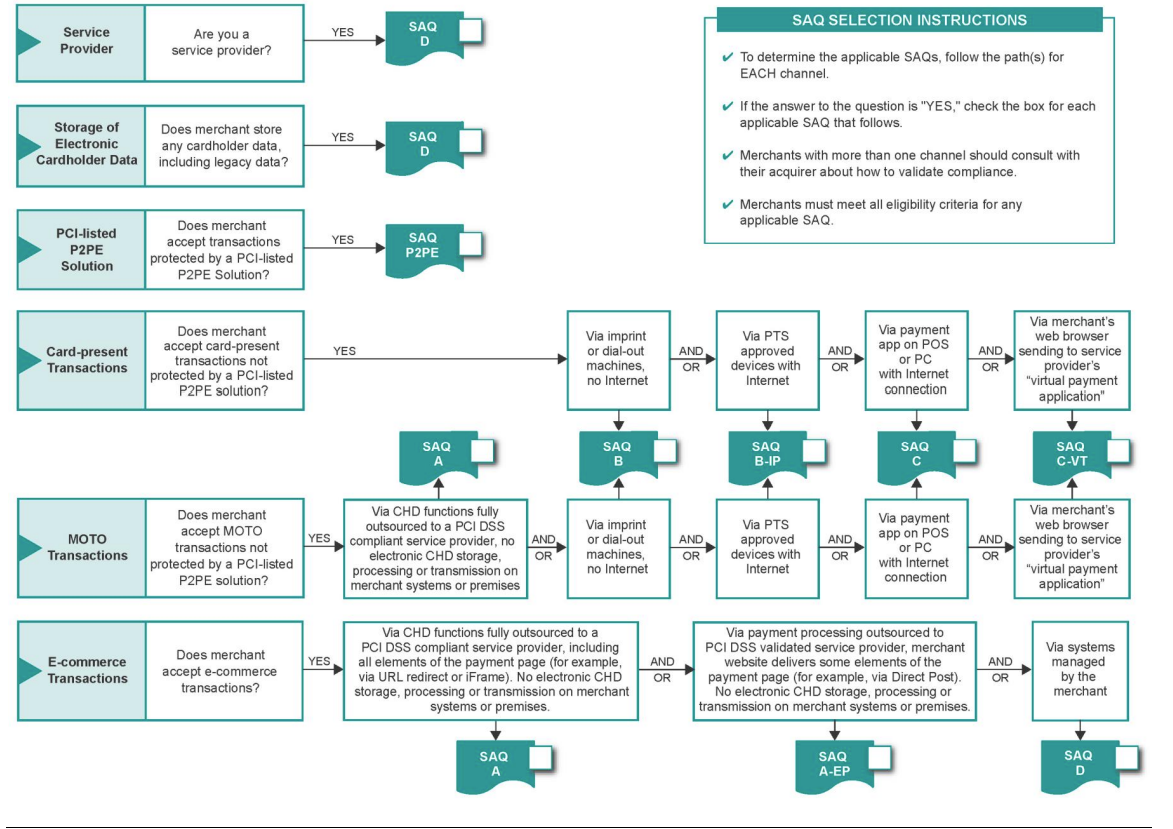 Service
Provider
Are you a
service provider?
YES
SAQ
D
SAQ SELECTION INSTRUCTIONS
✔ To determine the applicable SAQs, follow the path(s) for
EACH channel.
✔ If the answer to the question is "YES," check the box for each
applicable SAQ that follows.
✔ Merchants with more than one channel should consult with
their acquirer about how to validate compliance.
✔ Merchants must meet all eligibility criteria for any
applicable SAQ.
Storage of
Electronic
Cardholder Data
Does merchant store
any cardholder data,
including legacy data?
YES
SAQ
D
PCI-listed
P2PE
Solution
Does merchant
accept transactions
protected by a PCI-listed
P2PE Solution?
YES
SAQ
P2PE
Card-present
Transactions
Does merchant
accept card-present
transactions not
protected by a PCI-listed
P2PE solution?
YES
Via imprint
or dial-out
machines,
no Internet
AND
OR
Via PTS
approved
devices with
Internet
AND
OR
Via payment
app on POS
or PC
with Internet
connection
AND
OR
Via merchant's
web browser
sending to service
provider's
"virtual payment
application"
SAQ
A
SAQ
B
SAQ
B-IP
SAQ
C
SAQ
C-VT
MOTO
Transactions
Does merchant
accept MOTO
transactions not
protected by a PCI-listed
P2PE solution?
YES
Via CHD functions fully
outsourced to a PCI DSS
compliant service provider, no
electronic CHD storage,
processing or transmission on
merchant systems or premises
AND
OR
Via imprint
or dial-out
machines,
no Internet
AND
OR
Via PTS
approved
devices with
Internet
AND
OR
Via payment
app on POS
or PC
with Internet
connection
AND
OR
Via merchant's
web browser
sending to service
provider's
"virtual payment
application"
E-commerce
Transactions
Does merchant
accept e-commerce
transactions?
YES
Via CHD functions fully outsourced to a
PCI DSS compliant service provider, including
all elements of the payment page (for example,
via URL redirect or iFrame). No electronic CHD
storage, processing or transmission on merchant
systems or premises.
AND
OR
Via payment processing outsourced to
PCI DSS validated service provider, merchant
website delivers some elements of the
payment page (for example, via Direct Post).
No electronic CHD storage, processing or
transmission on merchant systems or premises.
AND
OR
Via systems
managed
by the
merchant
SAQ
A
SAQ
A-EP
SAQ
D